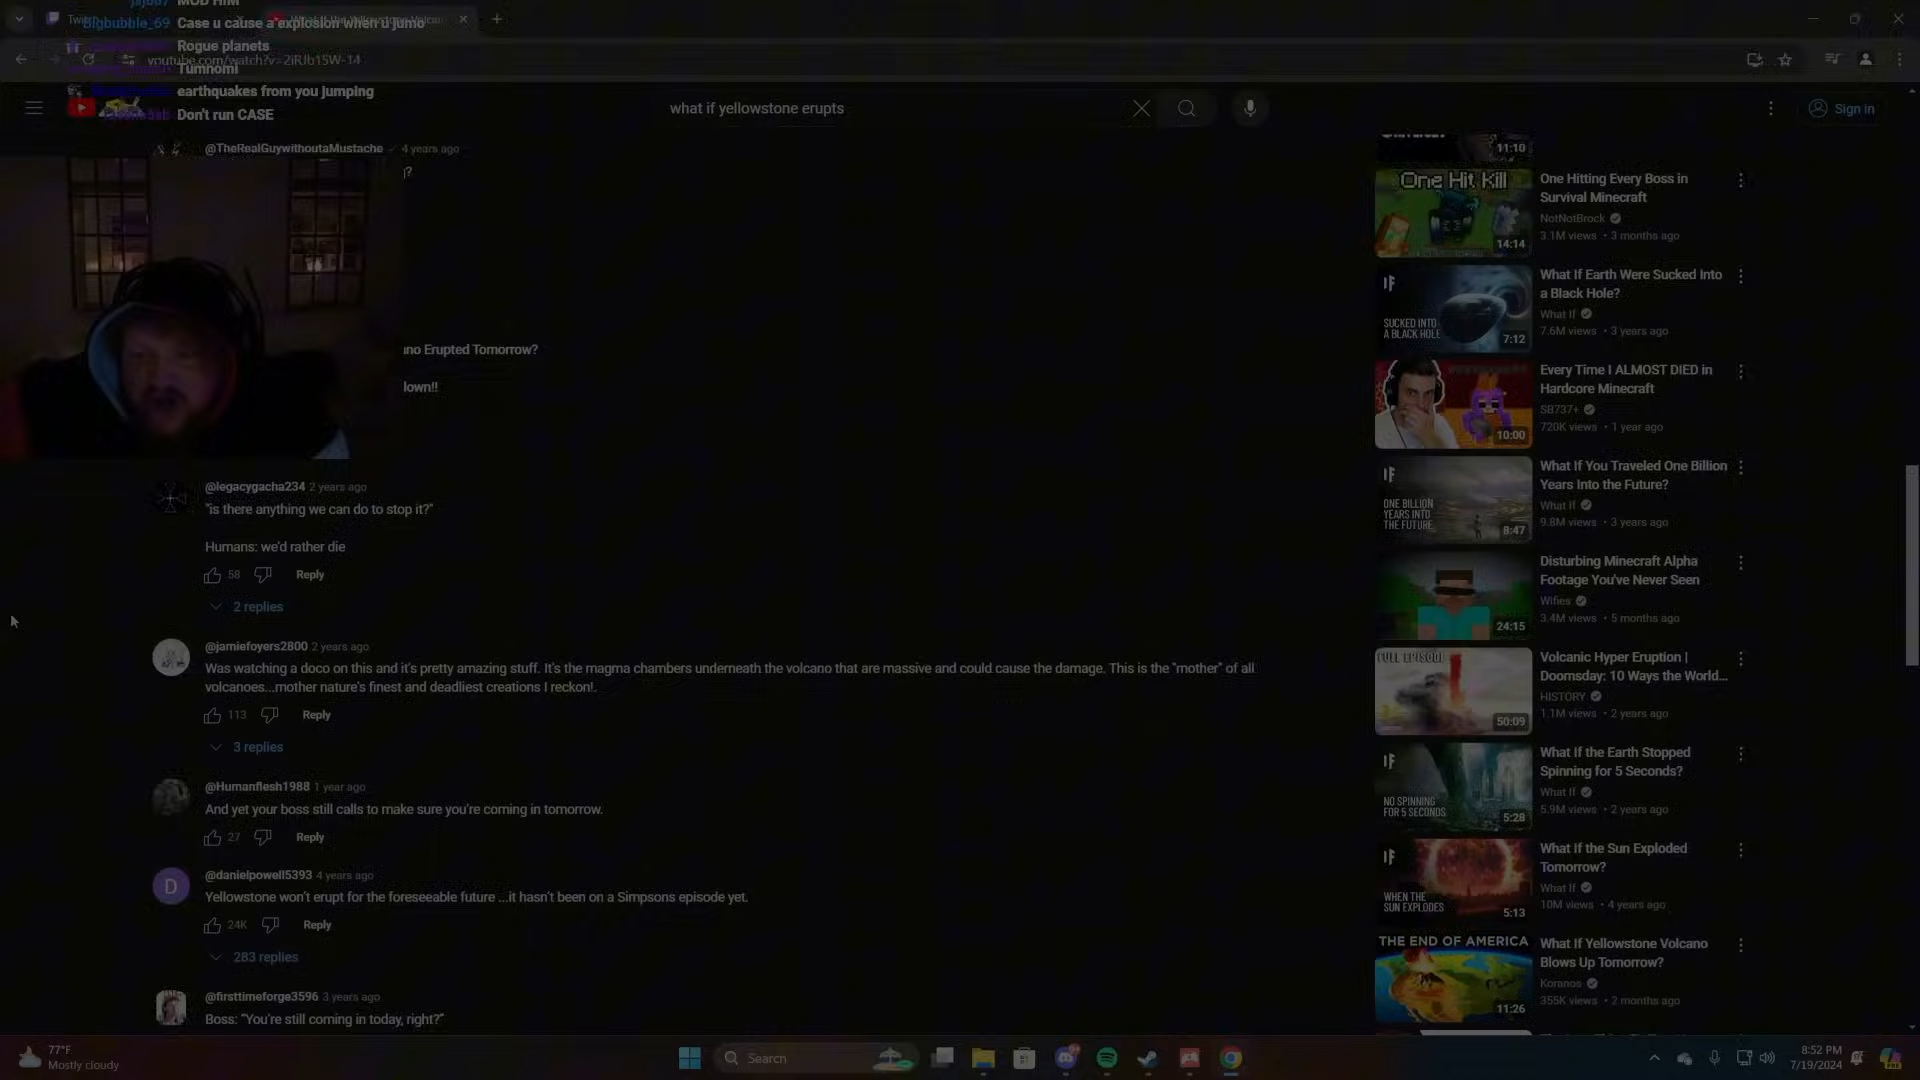 MOD HIM
Bigbubble_69 Case u cause a explosion when u jumo
Rogue planets
youtube.com/watch?v=2iRJb15W-14
Tumnomi
earthquakes from you jumping
Don't run CASE
what if yellowstone erupts
Sign in
@TheRealGuywithoutaMustache 4 years ago
?
no Erupted Tomorrow?
lown!!
@legacygacha234 2 years ago
"is there anything we can do to stop it?"
Humans: we'd rather die
58 Reply
2 replies
@jamiefoyers2800 2 years ago
Was watching a doco on this and it's pretty amazing stuff. It's the magma chambers underneath the volcano that are massive and could cause the damage. This is the "mother" of all
volcanoes...mother nature's finest and deadliest creations I reckon!.
113 Reply
3 replies
@Humanflesh1988 1 year ago
And yet your boss still calls to make sure you're coming in tomorrow.
27 Reply
@danielpowell5393 4 years ago
Yellowstone won't erupt for the foreseeable future ...it hasn't been on a Simpsons episode yet.
24K Reply
283 replies
@firsttimeforge3596 3 years ago
Boss: "You're still coming in today, right?"
11:10
One Hit Kill
14:14
One Hitting Every Boss in
Survival Minecraft
NotNotBrock
3.1M views • 3 months ago
SUCKED INTO
A BLACK HOLE
7:12
What If Earth Were Sucked Into
a Black Hole?
What If
7.6M views • 3 years ago
10:00
Every Time I ALMOST DIED in
Hardcore Minecraft
SB737+
720K views • 1 year ago
ONE BILLION
YEARS INTO
THE FUTURE
8:47
What If You Traveled One Billion
Years Into the Future?
What If
9.8M views • 3 years ago
24:15
Disturbing Minecraft Alpha
Footage You've Never Seen
Wifies
3.4M views • 5 months ago
FULL EPISODE
50:09
Volcanic Hyper Eruption |
Doomsday: 10 Ways the World...
HISTORY
1.1M views • 2 years ago
NO SPINNING
FOR 5 SECONDS
5:28
What If the Earth Stopped
Spinning for 5 Seconds?
What If
5.9M views • 2 years ago
WHEN THE
SUN EXPLODES
5:13
What If the Sun Exploded
Tomorrow?
What If
10M views • 4 years ago
THE END OF AMERICA
11:26
What If Yellowstone Volcano
Blows Up Tomorrow?
Koranos
355K views • 2 months ago
77°F
Mostly cloudy
Search
8:52 PM
7/19/2024